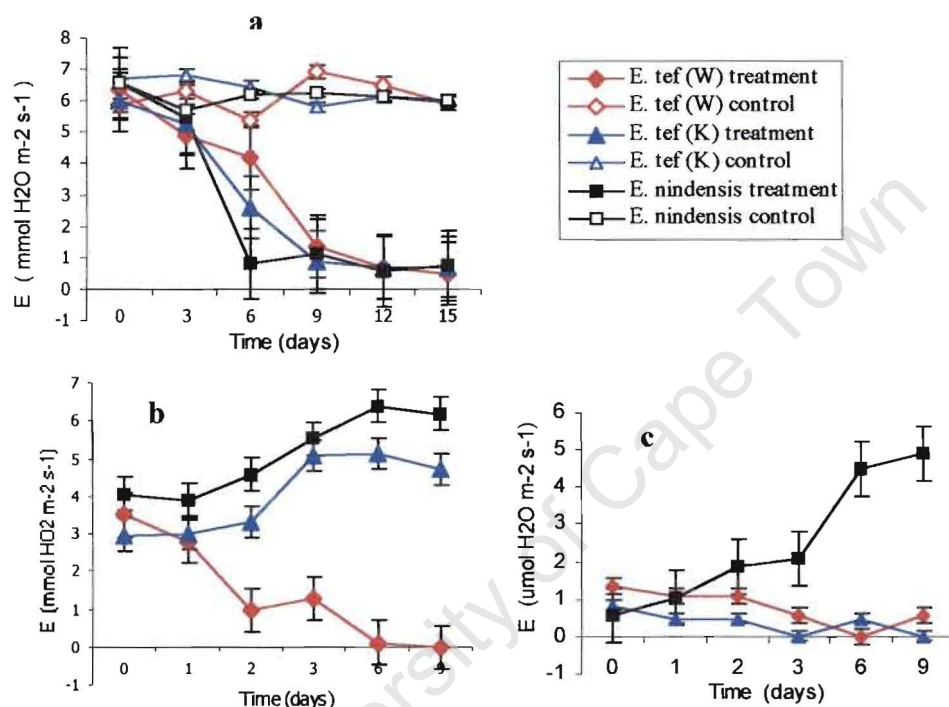 a
E ( mmol H2O m-2 s-1)
8
7
6
5
4
3
2
1
0
-1
0 3 6 9 12 15
Time (days)
E. tef (W) treatment
E. tef (W) control
E. tef (K) treatment
E. tef (K) control
E. nindensis treatment
E. nindensis control
b
E [mmol HO2 m-2 s-1]
7
6
5
4
3
2
1
0
-1
0 1 2 3 6 9
Time (days)
c
E (umol H2O m-2 s-1)
6
5
4
3
2
1
0
-1
0 1 2 3 6 9
Time (days)
ersity of Cape Town